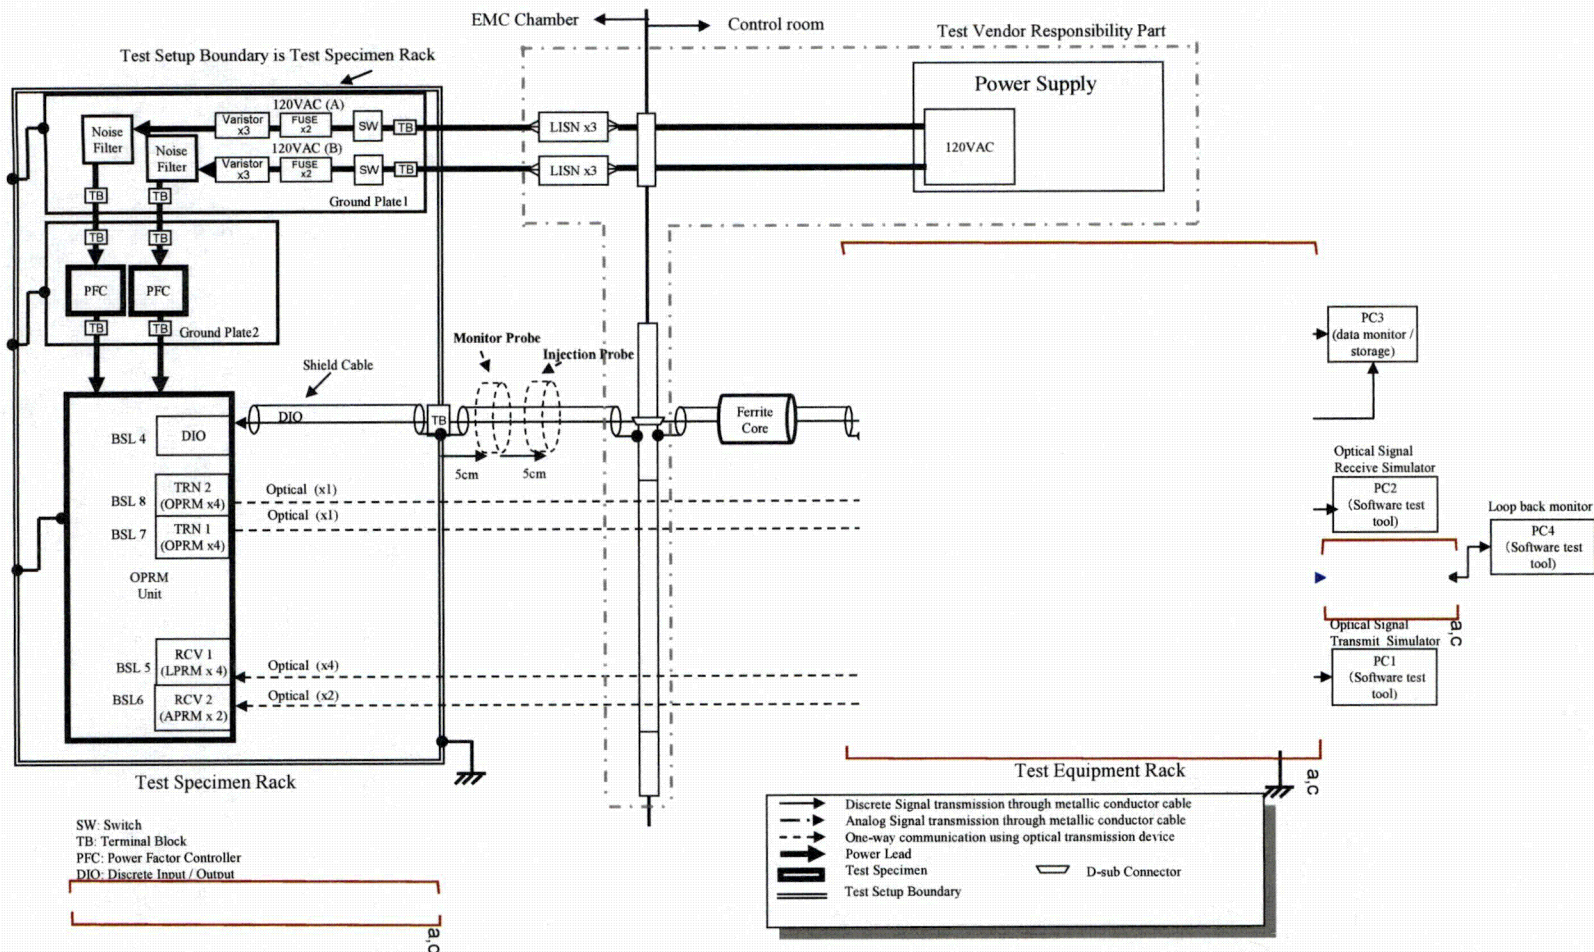 EMC Chamber
Control room
Test Vendor Responsibility Part
Test Setup Boundary is Test Specimen Rack
Power Supply
120VAC
120VAC (A)
Noise
Filter
Varistor
x3
FUSE
x2
SW
TB
LISN x3
120VAC (B)
Noise
Filter
Varistor
x3
FUSE
x2
SW
TB
LISN x3
TB
TB
Ground Plate1
TB
TB
PFC
PFC
TB
TB
Ground Plate2
Monitor Probe
Injection Probe
Shield Cable
DIO
TB
5cm
5cm
Ferrite
Core
BSL 4
DIO
BSL 8
TRN 2
(OPRM x4)
Optical (x1)
BSL 7
TRN 1
(OPRM x4)
Optical (x1)
OPRM
Unit
BSL 5
RCV 1
(LPRM x 4)
Optical (x4)
BSL6
RCV 2
(APRM x 2)
Optical (x2)
Test Specimen Rack
PC3
(data monitor /
storage)
Optical Signal
Receive Simulator
PC2
(Software test
tool)
Loop back monitor
PC4
(Software test
tool)
a,c
Optical Signal
Transmit Simulator
PC1
(Software test
tool)
Test Equipment Rack
a,c
SW: Switch
TB: Terminal Block
PFC: Power Factor Controller
DIO: Discrete Input / Output
a,c
Discrete Signal transmission through metallic conductor cable
Analog Signal transmission through metallic conductor cable
One-way communication using optical transmission device
Power Lead
Test Specimen
D-sub Connector
Test Setup Boundary